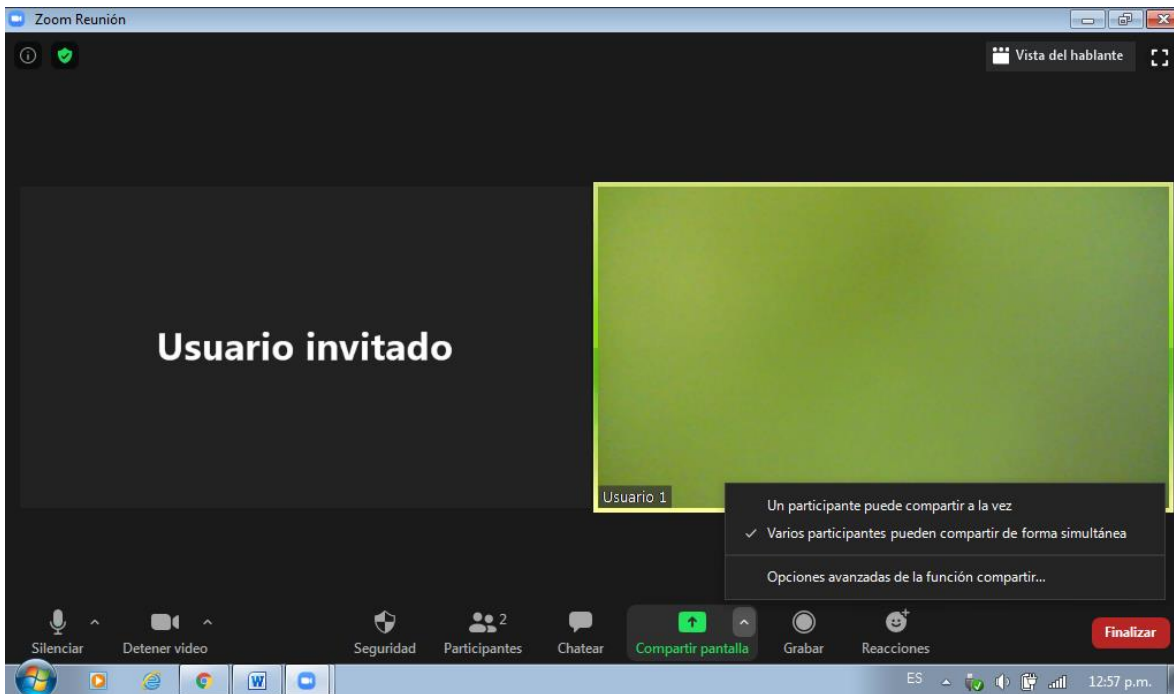 Zoom Reunión
Vista del hablante
Usuario invitado
Usuario 1
Un participante puede compartir a la vez
Varios participantes pueden compartir de forma simultánea
Opciones avanzadas de la función compartir...
Silenciar
Detener video
Seguridad
2
Participantes
Chatear
Compartir pantalla
Grabar
Reacciones
Finalizar
W
ES
12:57 p.m.